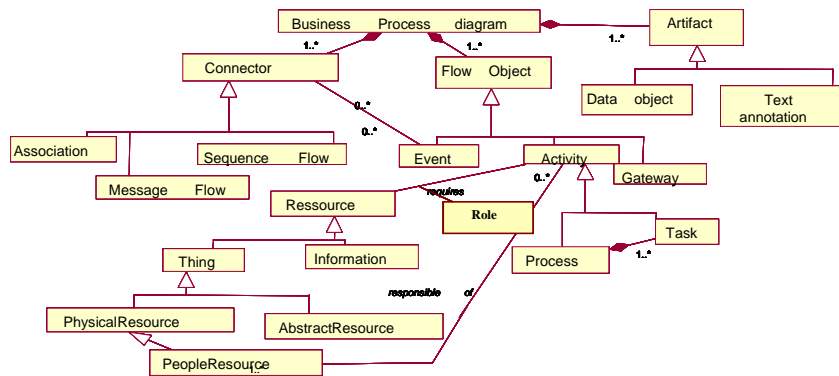 Business Process diagram
Artifact
1..*
1..*
1..*
Connector
Flow Object
Data object
Text
annotation
0..*
0..*
Association
Sequence Flow
Event
Activity
Message Flow
Gateway
0..*
requires
Ressource
Role
Task
Thing
Information
Process
1..*
responsible of
PhysicalResource
AbstractResource
PeopleResource